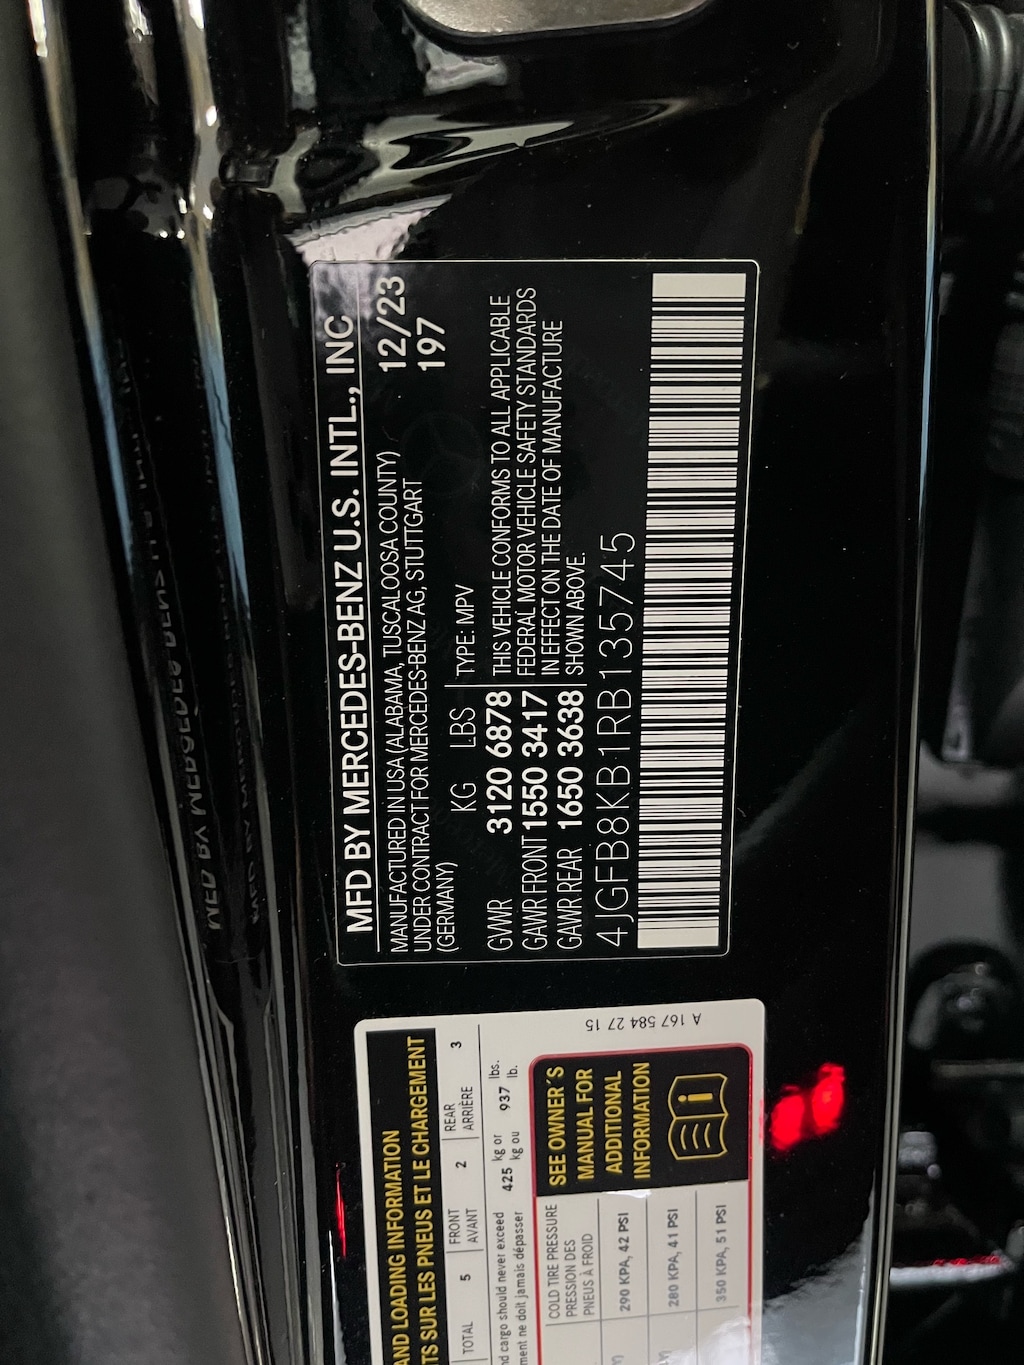 MFD BY MERCEDES-BENZ U.S. INTL., INC
MANUFACTURED IN USA (ALABAMA, TUSCALOOSA COUNTY) 12/23
UNDER CONTRACT FOR MERCEDES-BENZ AG, STUTTGART 197
(GERMANY)
KG LBS TYPE: MPV
GVWR 3120 6878 THIS VEHICLE CONFORMS TO ALL APPLICABLE
GAWR FRONT 1550 3417 FEDERAL MOTOR VEHICLE SAFETY STANDARDS
GAWR REAR 1650 3638 IN EFFECT ON THE DATE OF MANUFACTURE
SHOWN ABOVE.
4JGFB8KB1RB135745
AND LOADING INFORMATION
SUR LES PNEUS ET LE CHARGEMENT
TOTAL 5 FRONT AVANT 2 REAR ARRIÈRE 3
cargo should never exceed 425 kg or 937 lbs.
ne doit jamais dépasser kg ou lb.
COLD TIRE PRESSURE
PRESSION DES
PNEUS À FROID
290 KPA, 42 PSI
280 KPA, 41 PSI
350 KPA, 51 PSI
SEE OWNER'S
MANUAL FOR
ADDITIONAL
INFORMATION
A 167 584 27 15